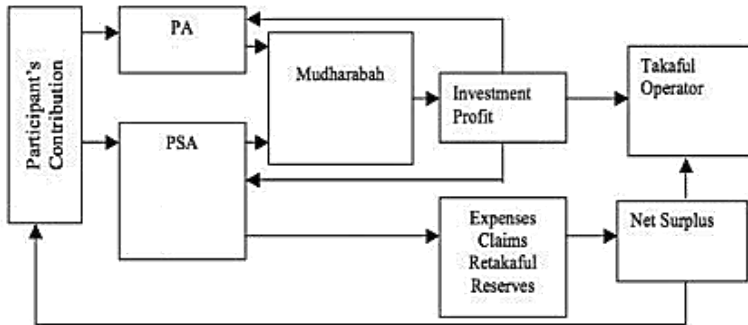 Participant's
Contribution
PA
Mudharabah
Investment
Profit
Takaful
Operator
PSA
Expenses
Claims
Retakaful
Reserves
Net Surplus